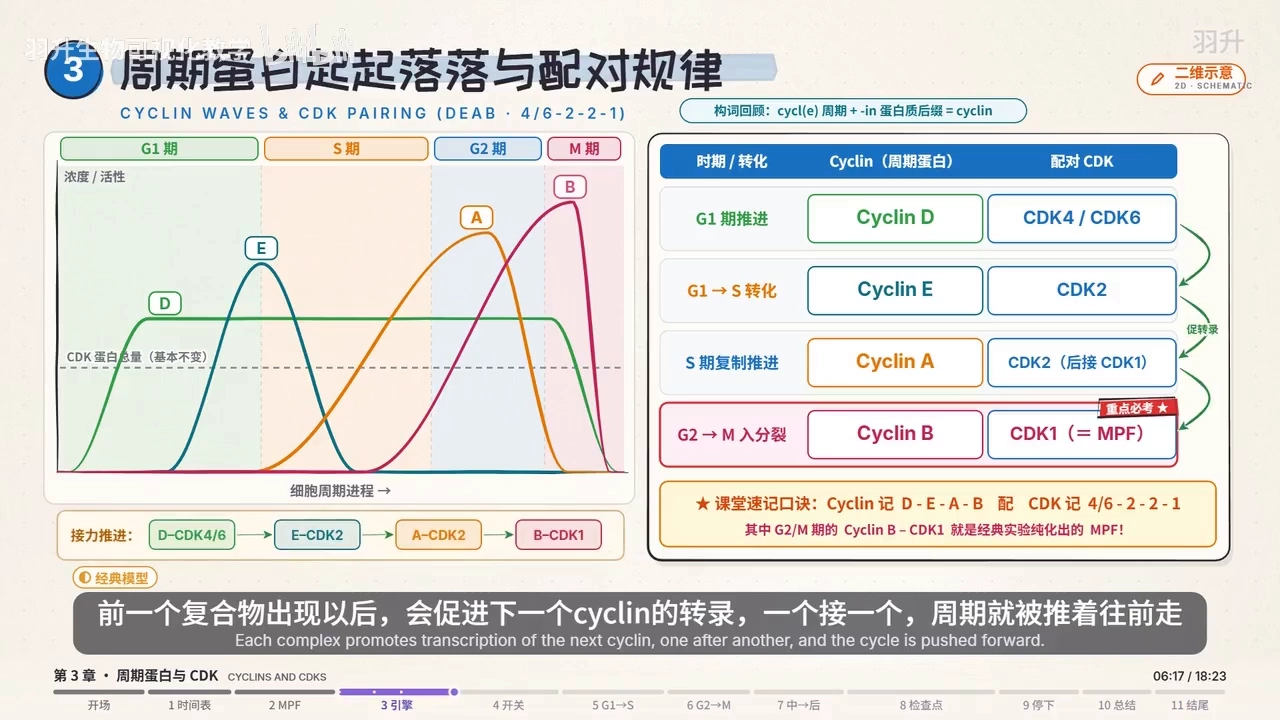 羽升生物可视化教学
羽升
3
周期蛋白起起落落与配对规律
二维示意
2D · SCHEMATIC
CYCLIN WAVES & CDK PAIRING (DEAB · 4/6-2-2-1)
构词回顾：cycl(e) 周期 + -in 蛋白质后缀 = cyclin
G1 期
S 期
G2 期
M 期
浓度 / 活性
B
A
E
D
CDK 蛋白总量（基本不变）
细胞周期进程 →
接力推进：
D–CDK4/6
E–CDK2
A–CDK2
B–CDK1
时期 / 转化
Cyclin（周期蛋白）
配对 CDK
G1 期推进
Cyclin D
CDK4 / CDK6
G1 → S 转化
Cyclin E
CDK2
促转录
S 期复制推进
Cyclin A
CDK2（后接 CDK1）
重点必考 ★
G2 → M 入分裂
Cyclin B
CDK1（＝ MPF）
★ 课堂速记口诀：Cyclin 记 D - E - A - B 配 CDK 记 4/6 - 2 - 2 - 1
其中 G2/M 期的 Cyclin B – CDK1 就是经典实验纯化出的 MPF！
经典模型
前一个复合物出现以后，会促进下一个cyclin的转录，一个接一个，周期就被推着往前走
Each complex promotes transcription of the next cyclin, one after another, and the cycle is pushed forward.
第 3 章 · 周期蛋白与 CDK CYCLINS AND CDKS
06:17 / 18:23
开场
1 时间表
2 MPF
3 引擎
4 开关
5 G1→S
6 G2→M
7 中→后
8 检查点
9 停下
10 总结
11 结尾